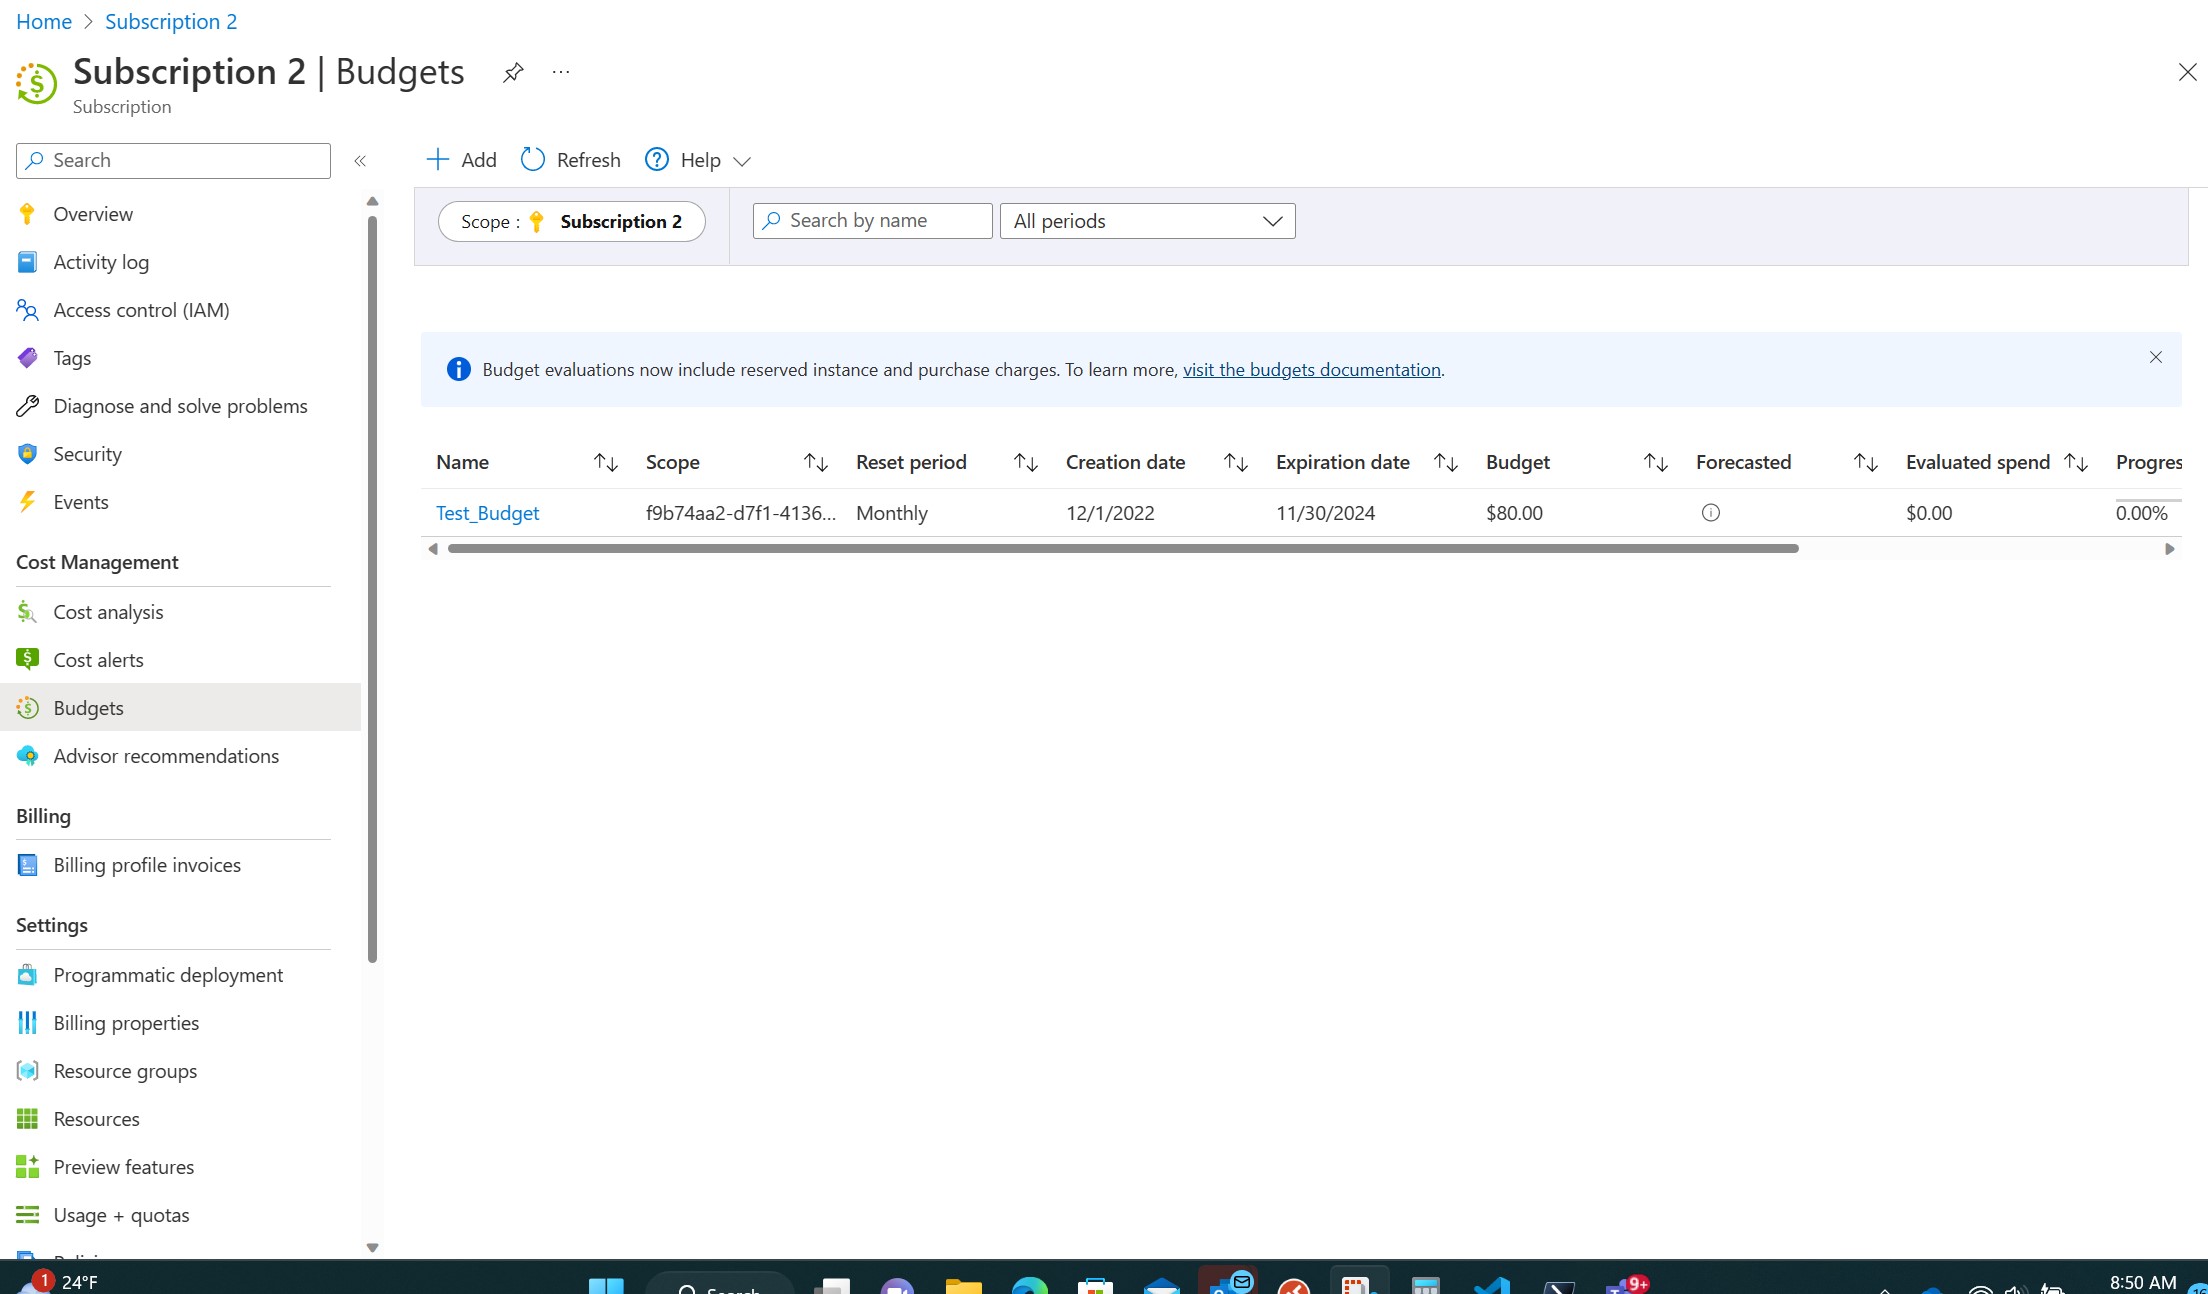 Home > Subscription 2
Subscription 2 | Budgets ...
Subscription
Search
«
Overview
Activity log
Access control (IAM)
Tags
Diagnose and solve problems
Security
Events
Cost Management
Cost analysis
Cost alerts
Budgets
Advisor recommendations
Billing
Billing profile invoices
Settings
Programmatic deployment
Billing properties
Resource groups
Resources
Preview features
Usage + quotas
Add Refresh Help
Scope : Subscription 2 Search by name All periods
Budget evaluations now include reserved instance and purchase charges. To learn more, visit the budgets documentation.
Name Scope Reset period Creation date Expiration date Budget Forecasted Evaluated spend Progres
Test_Budget f9b74aa2-d7f1-4136... Monthly 12/1/2022 11/30/2024 $80.00 $0.00 0.00%
1 24°F Search 9+ 8:50 AM